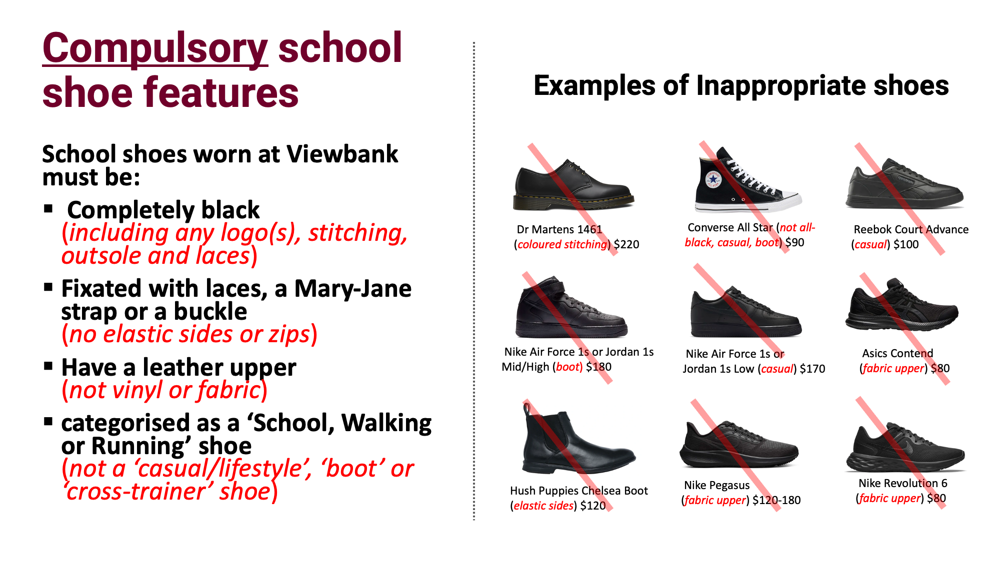 Compulsory school
shoe features
School shoes worn at Viewbank
must be:
▪ Completely black
(including any logo(s), stitching,
outsole and laces)
▪ Fixated with laces, a Mary-Jane
strap or a buckle
(no elastic sides or zips)
▪ Have a leather upper
(not vinyl or fabric)
▪ categorised as a ‘School, Walking
or Running’ shoe
(not a ‘casual/lifestyle’, ‘boot’ or
‘cross-trainer’ shoe)
Examples of Inappropriate shoes
Dr Martens 1461
(coloured stitching) $220
CONVERSE
ALL STAR
Converse All Star (not all-
black, casual, boot) $90
Reebok
Reebok Court Advance
(casual) $100
Nike Air Force 1s or Jordan 1s
Mid/High (boot) $180
Nike Air Force 1s or
Jordan 1s Low (casual) $170
Asics Contend
(fabric upper) $80
Hush Puppies Chelsea Boot
(elastic sides) $120
Nike Pegasus
(fabric upper) $120-180
Nike Revolution 6
(fabric upper) $80